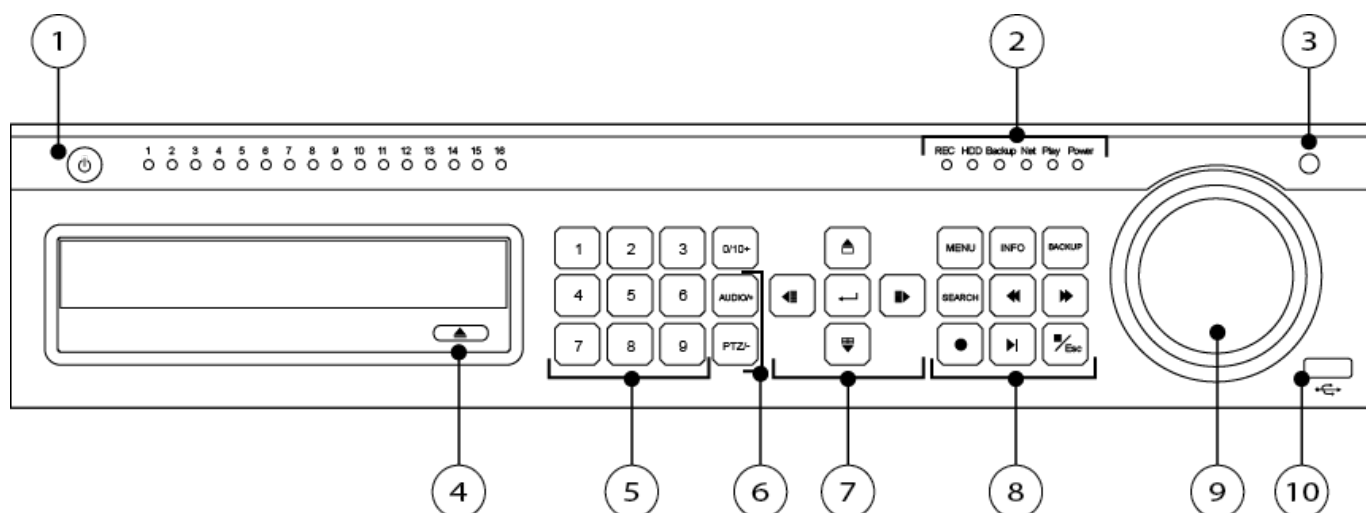 1 2 3
1 2 3 4 5 6 7 8 9 10 11 12 13 14 15 16
REC HDD Backup Net Play Power
1 2 3 0/10+
MENU INFO BACKUP
4 5 6 AUDIO/+
SEARCH
7 8 9 PTZ/-
Esc
4 5 6 7 8 9 10